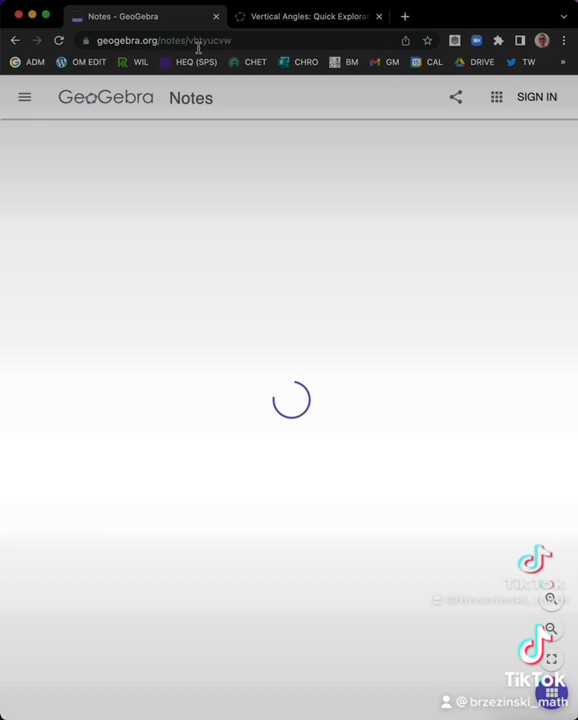 Notes - GeoGebra
Vertical Angles: Quick Explorat
geogebra.org/notes/vbtyucvw
ADM OM EDIT WIL HEQ (SPS) CHET CHRO BM GM CAL DRIVE TW »
GeoGebra Notes SIGN IN
TikTok
@brzezinski_math
TikTok
@ brzezinski_math